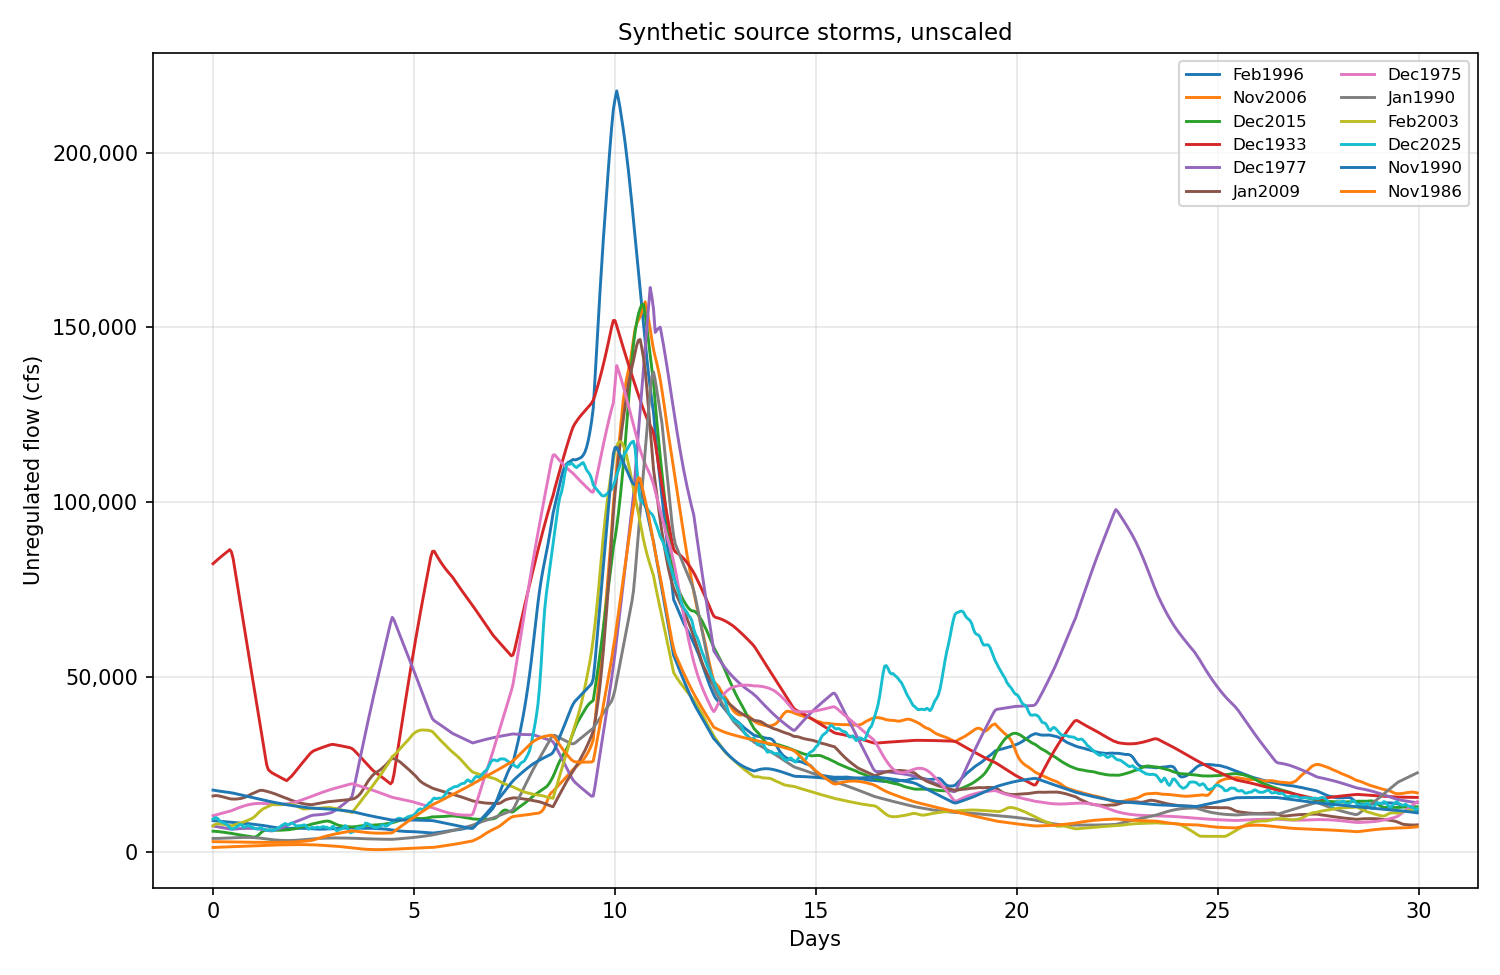 Synthetic source storms, unscaled
Feb1996
Nov2006
Dec2015
Dec1933
Dec1977
Jan2009
Dec1975
Jan1990
Feb2003
Dec2025
Nov1990
Nov1986
Unregulated flow (cfs)
200,000
150,000
100,000
50,000
0
0 5 10 15 20 25 30
Days